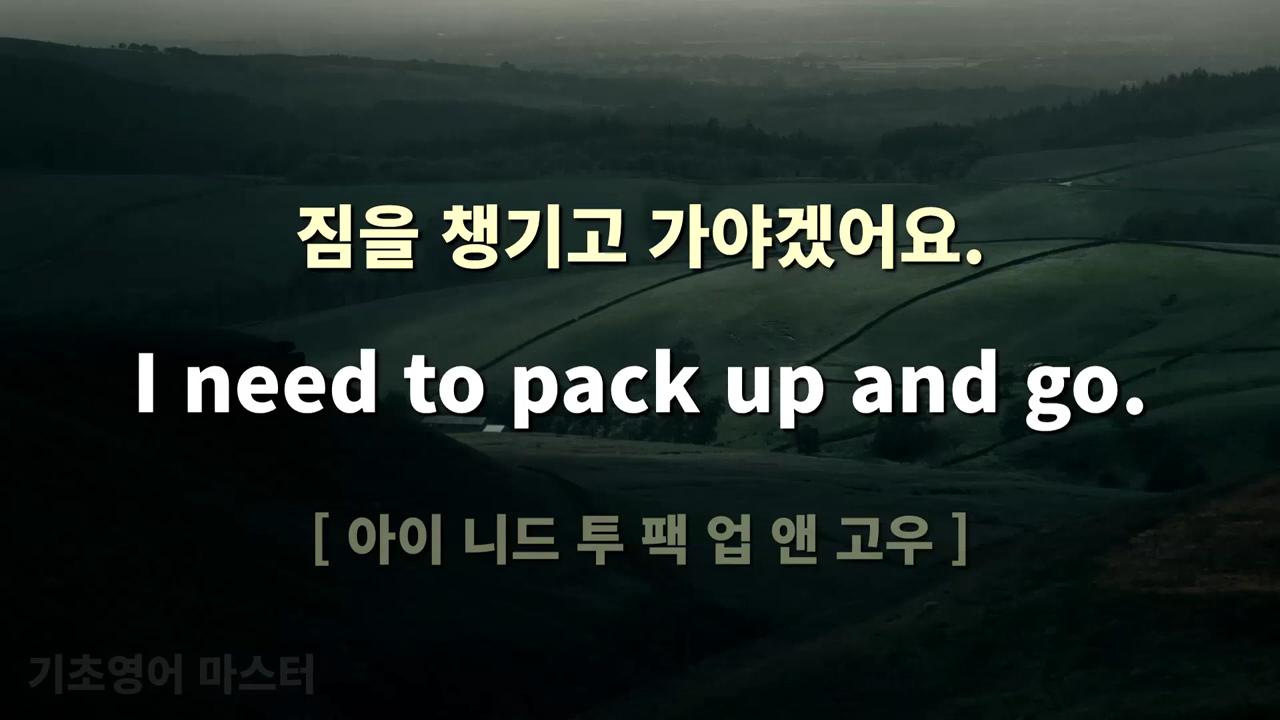 짐을 챙기고 가야겠어요.
I need to pack up and go.
[ 아이 니드 투 팩 업 앤 고우 ]
기초영어 마스터